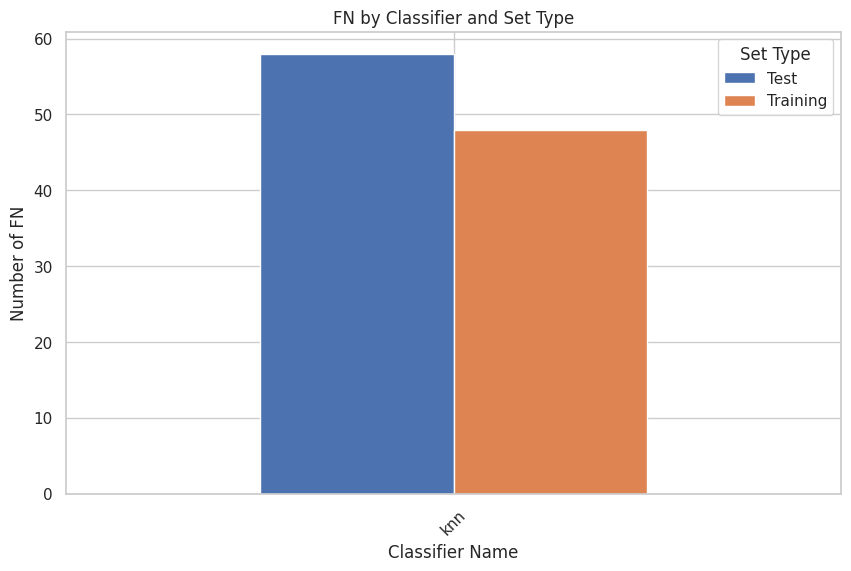 FN by Classifier and Set Type
60
50
40
30
20
10
0
Number of FN
Set Type
Test
Training
knn
Classifier Name